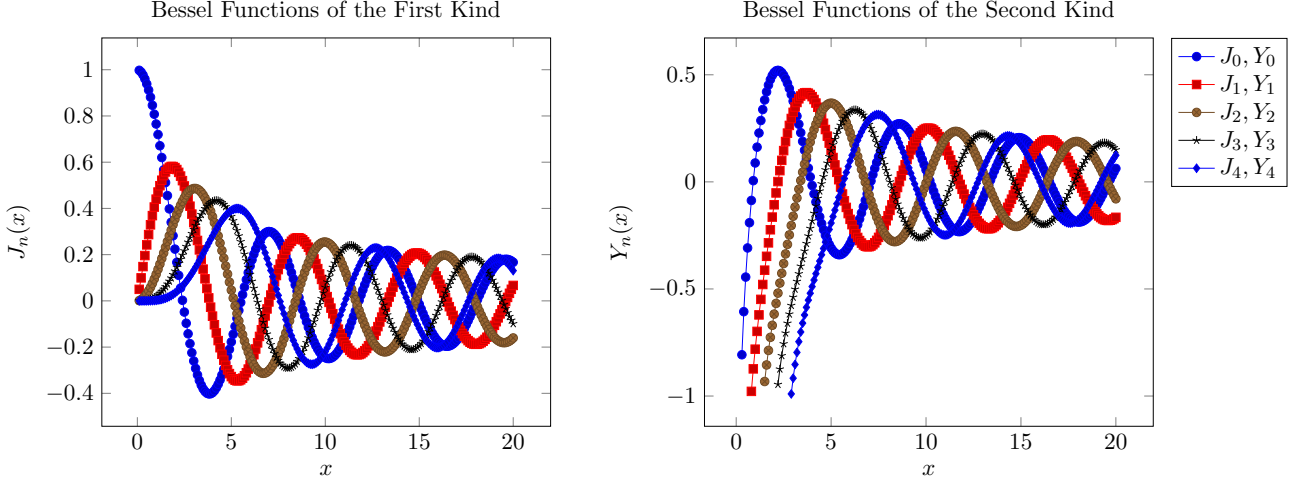 Bessel Functions of the First Kind
1
0.8
0.6
0.4
0.2
0
−0.2
−0.4
J_n(x)
0
5
10
15
20
x
Bessel Functions of the Second Kind
0.5
0
−0.5
−1
Y_n(x)
0
5
10
15
20
x
J_0, Y_0
J_1, Y_1
J_2, Y_2
J_3, Y_3
J_4, Y_4